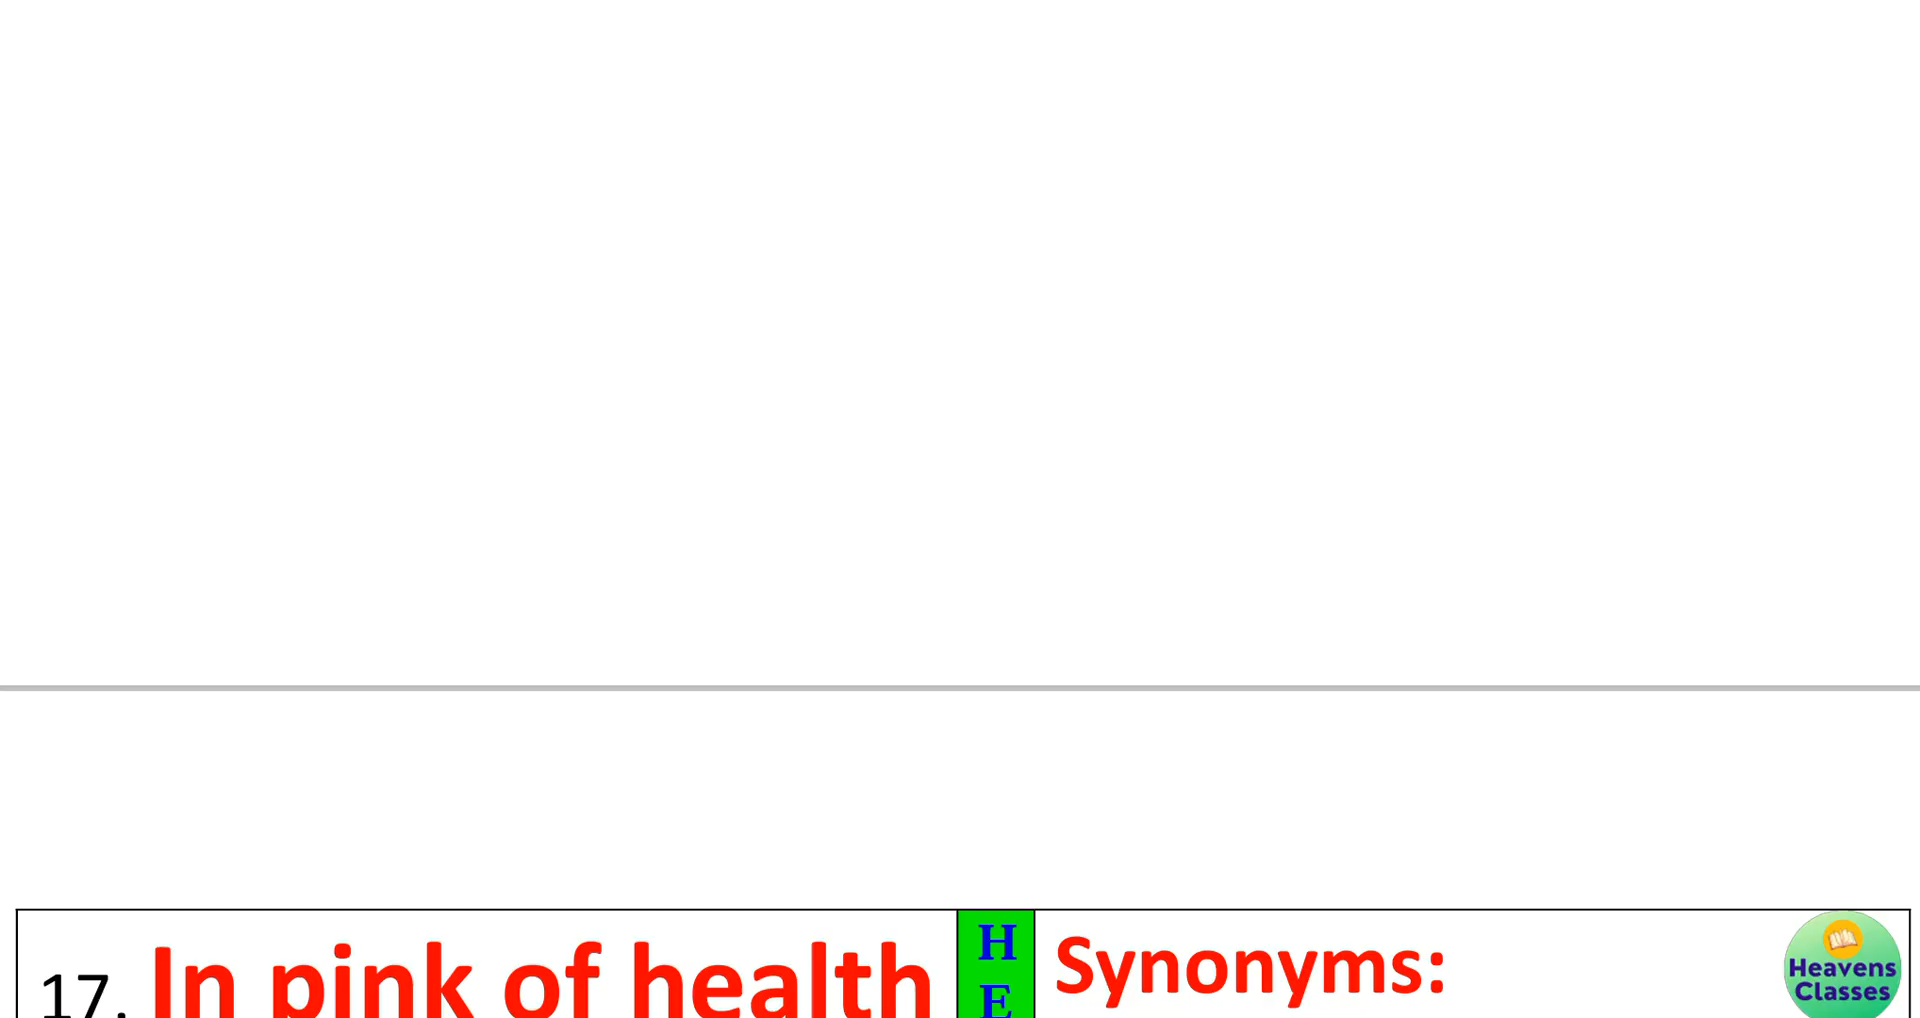 17. In pink of health
H
E
Synonyms:
Heavens
Classes